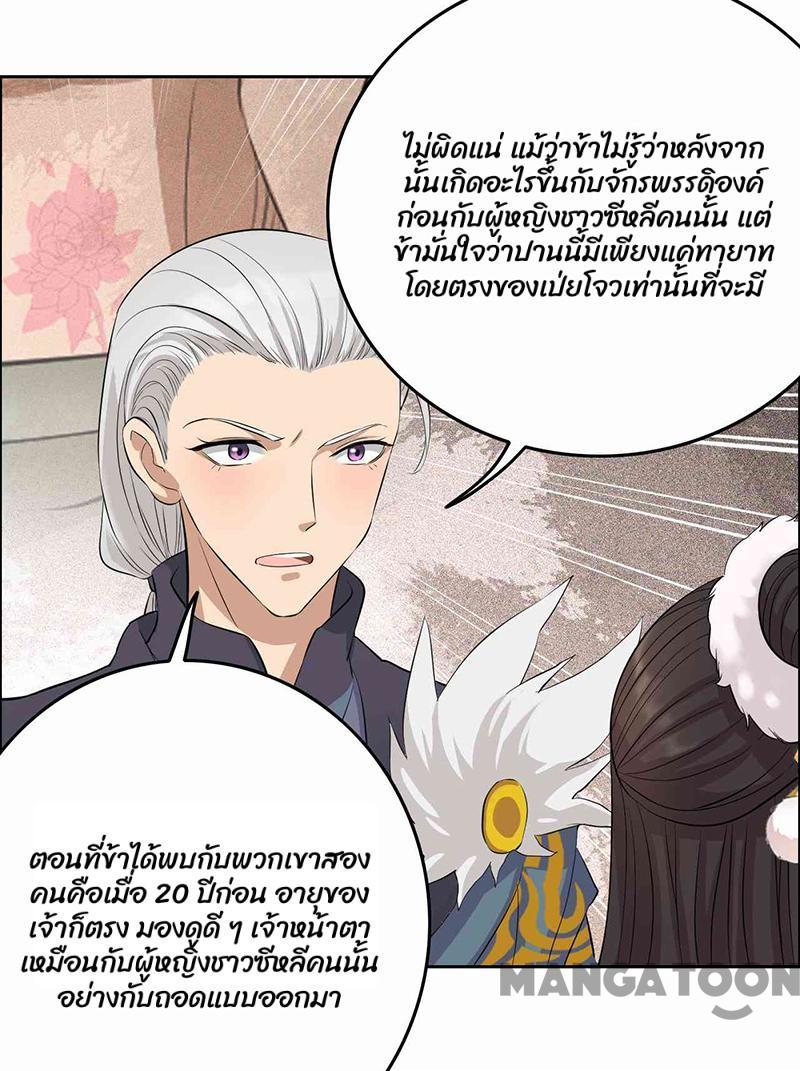 ไม่ผิดแน่ แม้ว่าข้าไม่รู้ว่าหลังจาก
นั้นเกิดอะไรขึ้นกับจักรพรรดิองค์
ก่อนกับผู้หญิงชาวซีหลีคนนั้น แต่
ข้ามั่นใจว่าปานนี้มีเพียงแค่ทายาท
โดยตรงของเป่ยโจวเท่านั้นที่จะมี
ตอนที่ข้าได้พบกับพวกเขาสอง
คนคือเมื่อ 20 ปีก่อน อายุของ
เจ้าก็ตรง มองดูดี ๆ เจ้าหน้าตา
เหมือนกับผู้หญิงชาวซีหลีคนนั้น
อย่างกับถอดแบบออกมา
MANGATOON